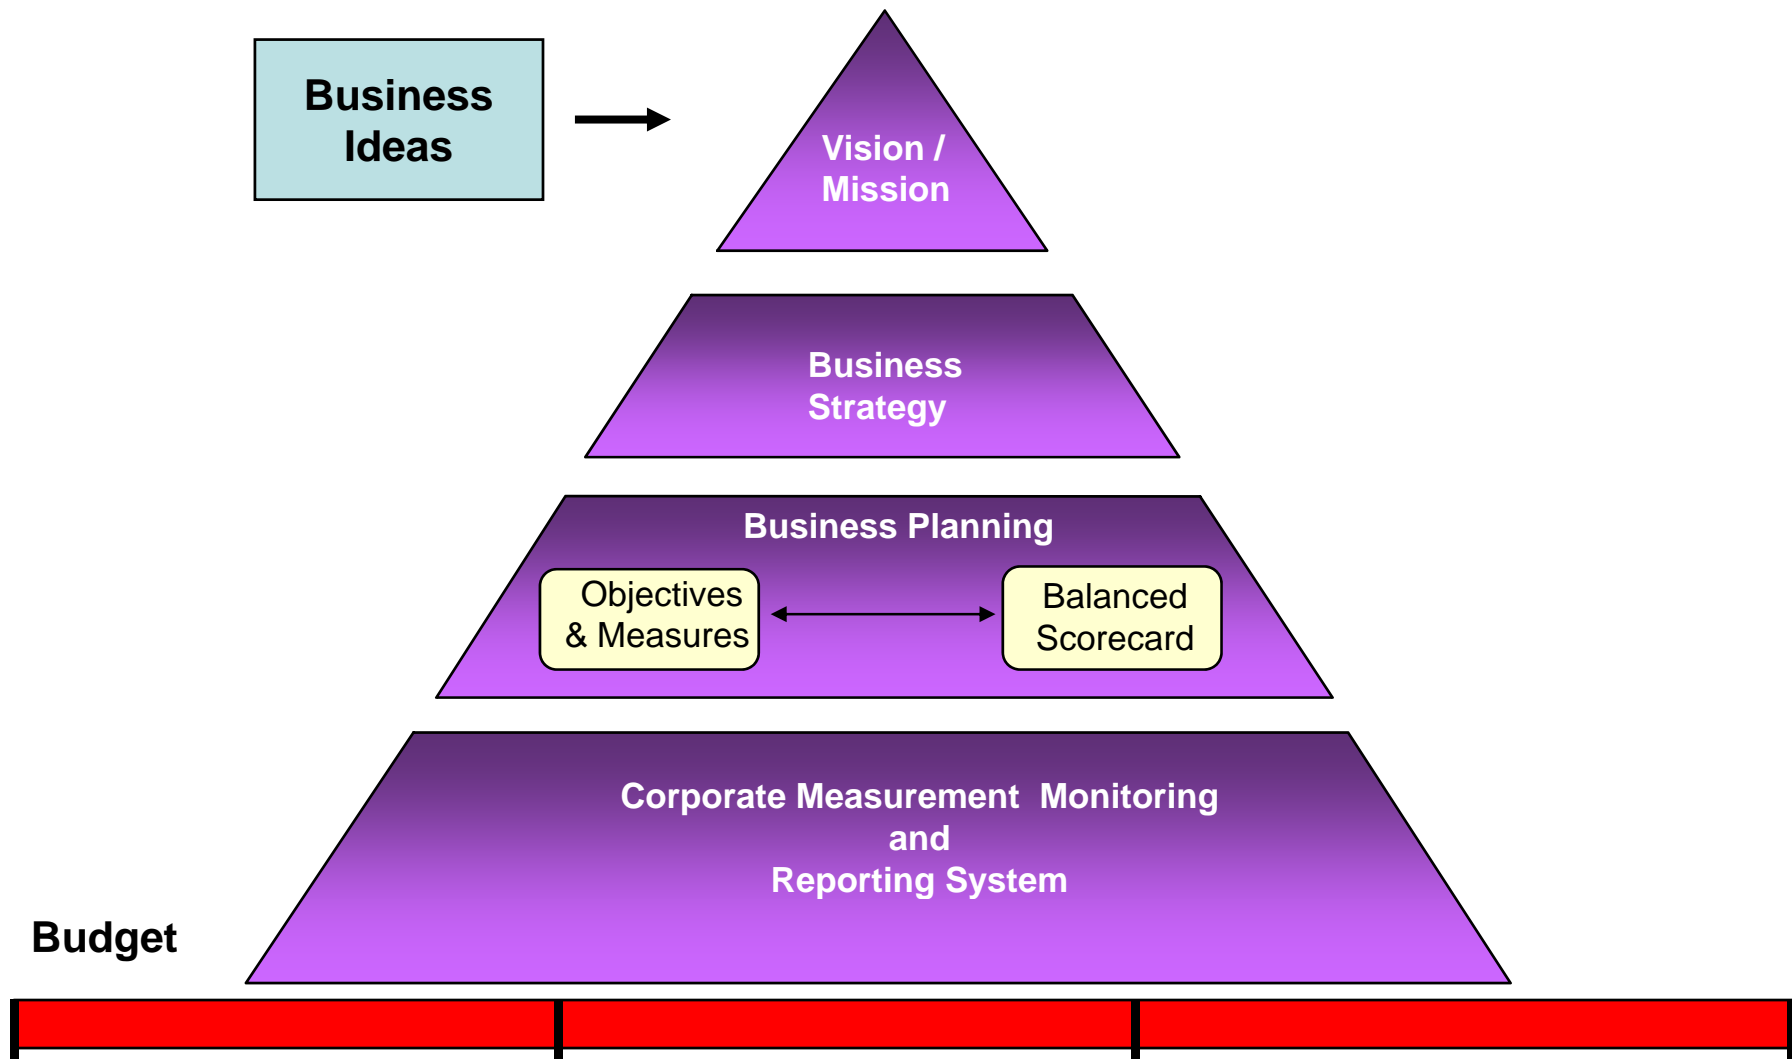 Business
Ideas
Vision /
Mission
Business
Strategy
Business Planning
Objectives
& Measures
Balanced
Scorecard
Corporate Measurement  Monitoring
and
Reporting System
Budget